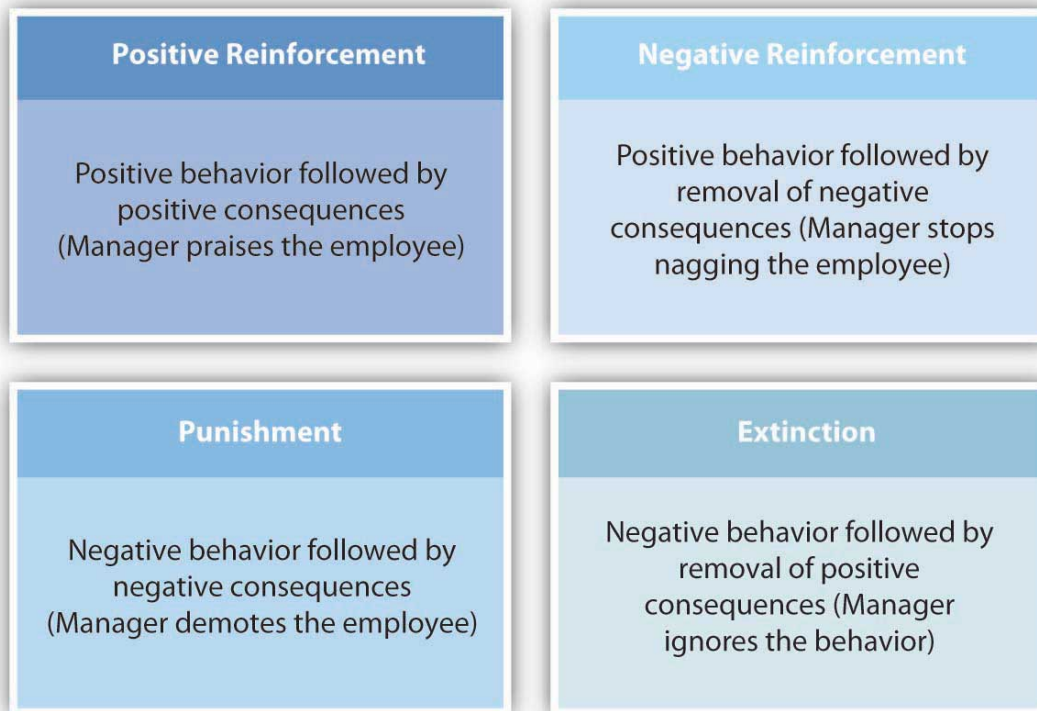 Positive Reinforcement
Positive behavior followed by
positive consequences
(Manager praises the employee)
Negative Reinforcement
Positive behavior followed by
removal of negative
consequences (Manager stops
nagging the employee)
Punishment
Negative behavior followed by
negative consequences
(Manager demotes the employee)
Extinction
Negative behavior followed by
removal of positive
consequences (Manager
ignores the behavior)